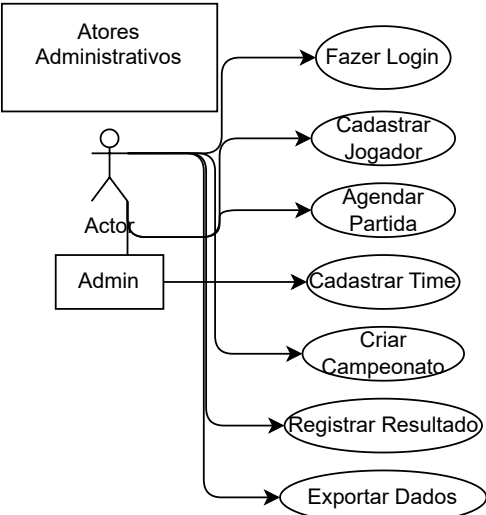 Atores
Administrativos
Fazer Login
Cadastrar
Jogador
Agendar
Partida
Actor
Admin
Cadastrar Time
Criar
Campeonato
Registrar Resultado
Exportar Dados